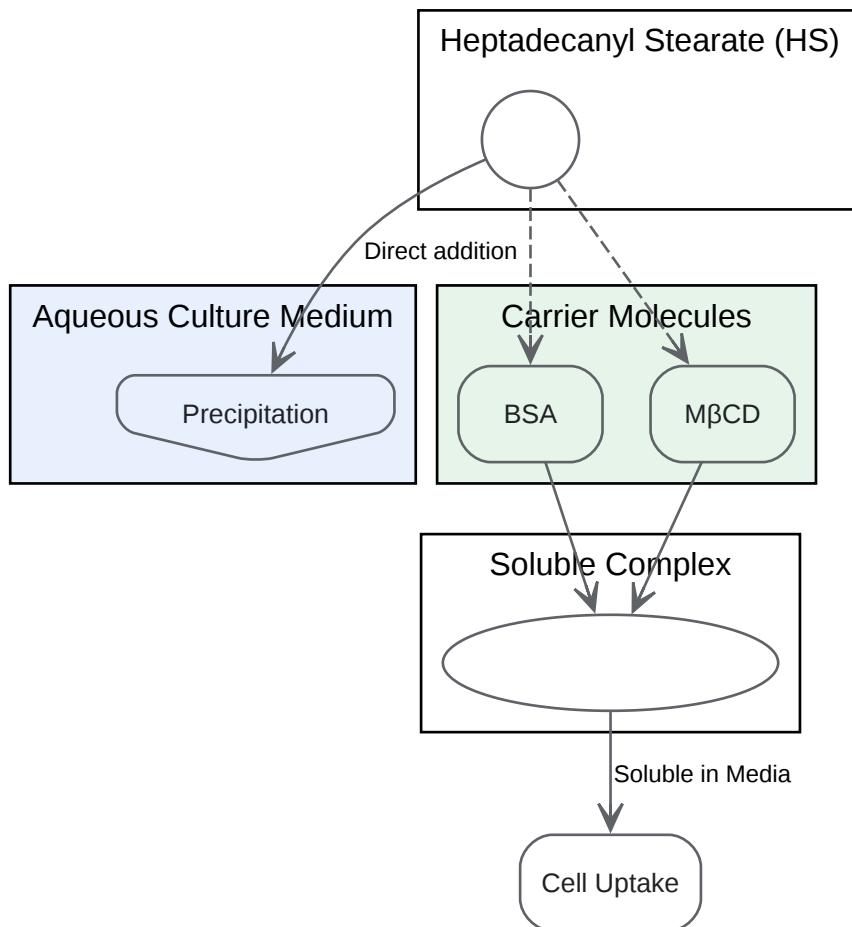 Heptadecanyl Stearate (HS)
Direct addition
Aqueous Culture Medium
Carrier Molecules
Precipitation
BSA
MβCD
Soluble Complex
Soluble in Media
Cell Uptake